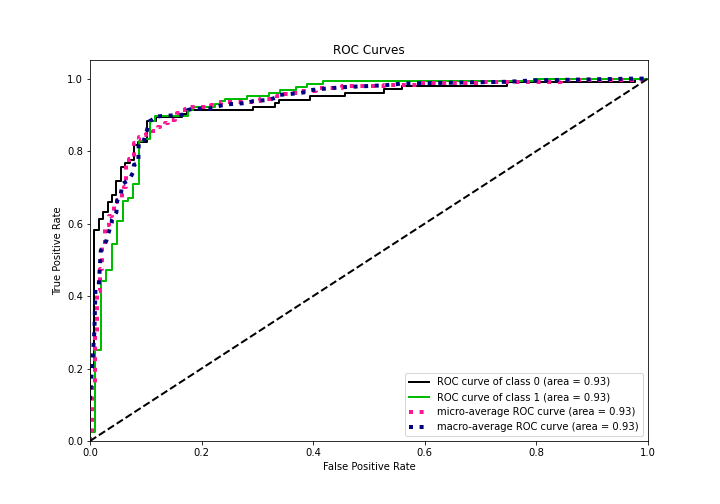 ROC Curves
True Positive Rate
1.0
0.8
0.6
0.4
0.2
0.0
0.0 0.2 0.4 0.6 0.8 1.0
False Positive Rate
ROC curve of class 0 (area = 0.93)
ROC curve of class 1 (area = 0.93)
micro-average ROC curve (area = 0.93)
macro-average ROC curve (area = 0.93)